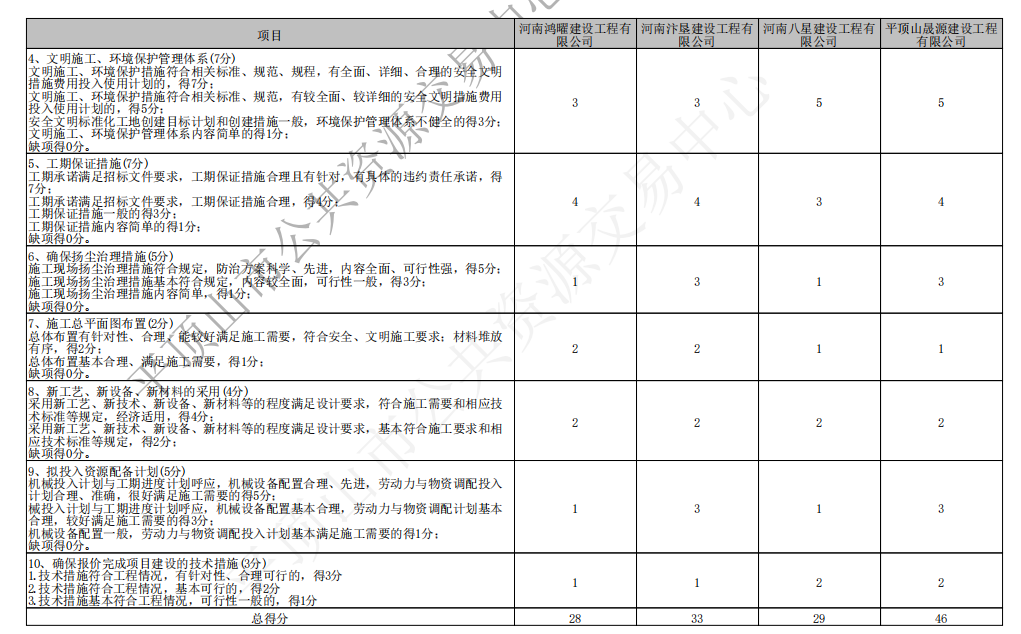 项目
河南鸿曜建设工程有
限公司
河南汴垦建设工程有
限公司
河南八星建设工程有
限公司
平顶山晟源建设工程
有限公司
4、文明施工、环境保护管理体系(7分)
文明施工、环境保护措施符合相关标准、规范、规程，有全面、详细、合理的安全文明
措施费用投入使用计划的，得7分；
文明施工、环境保护措施符合相关标准、规范，有较全面、较详细的安全文明措施费用
投入使用计划的，得5分；
安全文明标准化工地创建目标计划和创建措施一般，环境保护管理体系不健全的得3分；
文明施工、环境保护管理体系内容简单的得1分；
缺项得0分。
3 3 5 5
5、工期保证措施(7分)
工期承诺满足招标文件要求，工期保证措施合理且有针对，有具体的违约责任承诺，得
7分；
工期承诺满足招标文件要求，工期保证措施合理，得4分；
工期保证措施一般的得3分；
工期保证措施内容简单的得1分；
缺项得0分。
4 4 3 4
6、确保扬尘治理措施(5分)
施工现场扬尘治理措施符合规定，防治方案科学、先进，内容全面、可行性强，得5分；
施工现场扬尘治理措施基本符合规定，内容较全面，可行性一般，得3分；
施工现场扬尘治理措施内容简单，得1分；
缺项得0分。
1 3 1 3
7、施工总平面图布置(2分)
总体布置有针对性、合理，能较好满足施工需要，符合安全、文明施工要求；材料堆放
有序，得2分；
总体布置基本合理、满足施工需要，得1分；
缺项得0分。
2 2 1 1
8、新工艺、新设备、新材料的采用(4分)
采用新工艺、新技术、新设备、新材料等的程度满足设计要求，符合施工需要和相应技
术标准等规定，经济适用，得4分；
采用新工艺、新技术、新设备、新材料等的程度满足设计要求，基本符合施工要求和相
应技术标准等规定，得2分；
缺项得0分。
2 2 2 2
9、拟投入资源配备计划(5分)
机械投入计划与工期进度计划呼应，机械设备配置合理、先进，劳动力与物资调配投入
计划合理、准确，很好满足施工需要的得5分；
械投入计划与工期进度计划呼应，机械设备配置基本合理，劳动力与物资调配计划基本
合理，较好满足施工需要的得3分；
机械设备配置一般，劳动力与物资调配投入计划基本满足施工需要的得1分；
缺项得0分。
1 3 1 3
10、确保报价完成项目建设的技术措施(3分)
1.技术措施符合工程情况，有针对性、合理可行的，得3分
2.技术措施符合工程情况，基本可行的，得2分
3.技术措施基本符合工程情况，可行性一般的，得1分
1 1 2 2
总得分 28 33 29 46
平顶山市公共资源交易中心
平顶山市公共资源交易中心